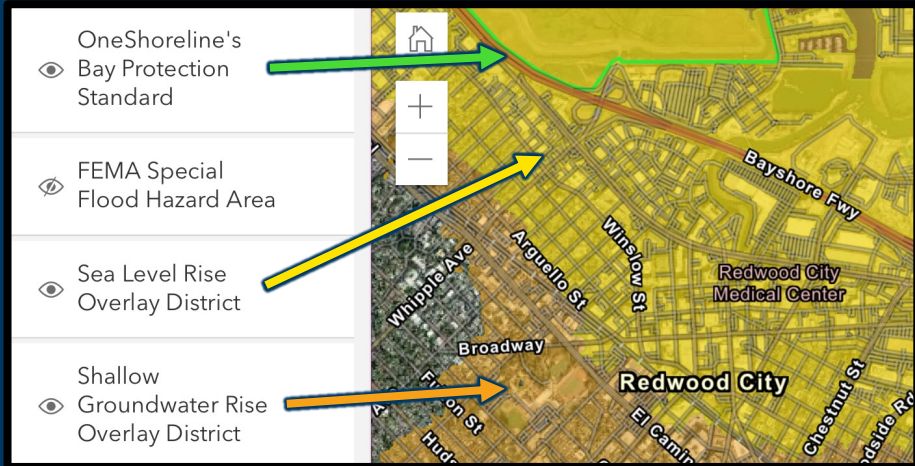 OneShoreline's
Bay Protection
Standard
FEMA Special
Flood Hazard Area
Sea Level Rise
Overlay District
Shallow
Groundwater Rise
Overlay District
Bayshore Fwy
Whipple Ave
Arguello St
Winslow St
Redwood City
Medical Center
Broadway
Redwood City
El Camin
Chestnut St